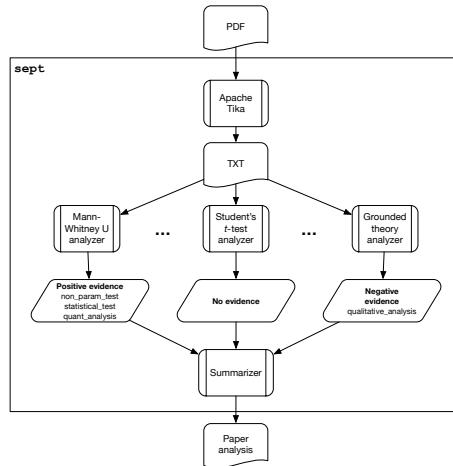 PDF
sept
Apache
Tika
TXT
Mann-
Whitney U
analyzer
...
Student's
t-test
analyzer
...
Grounded
theory
analyzer
Positive evidence
non_param_test
statistical_test
quant_analysis
No evidence
Negative
evidence
qualitative_analysis
Summarizer
Paper
analysis